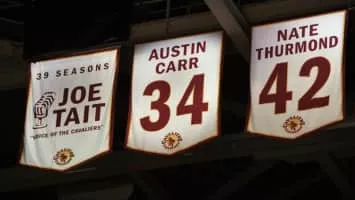 39 SEASONS
JOE
TAIT
"VOICE OF THE CAVALIERS"
AUSTIN
CARR
34
NATE
THURMOND
42